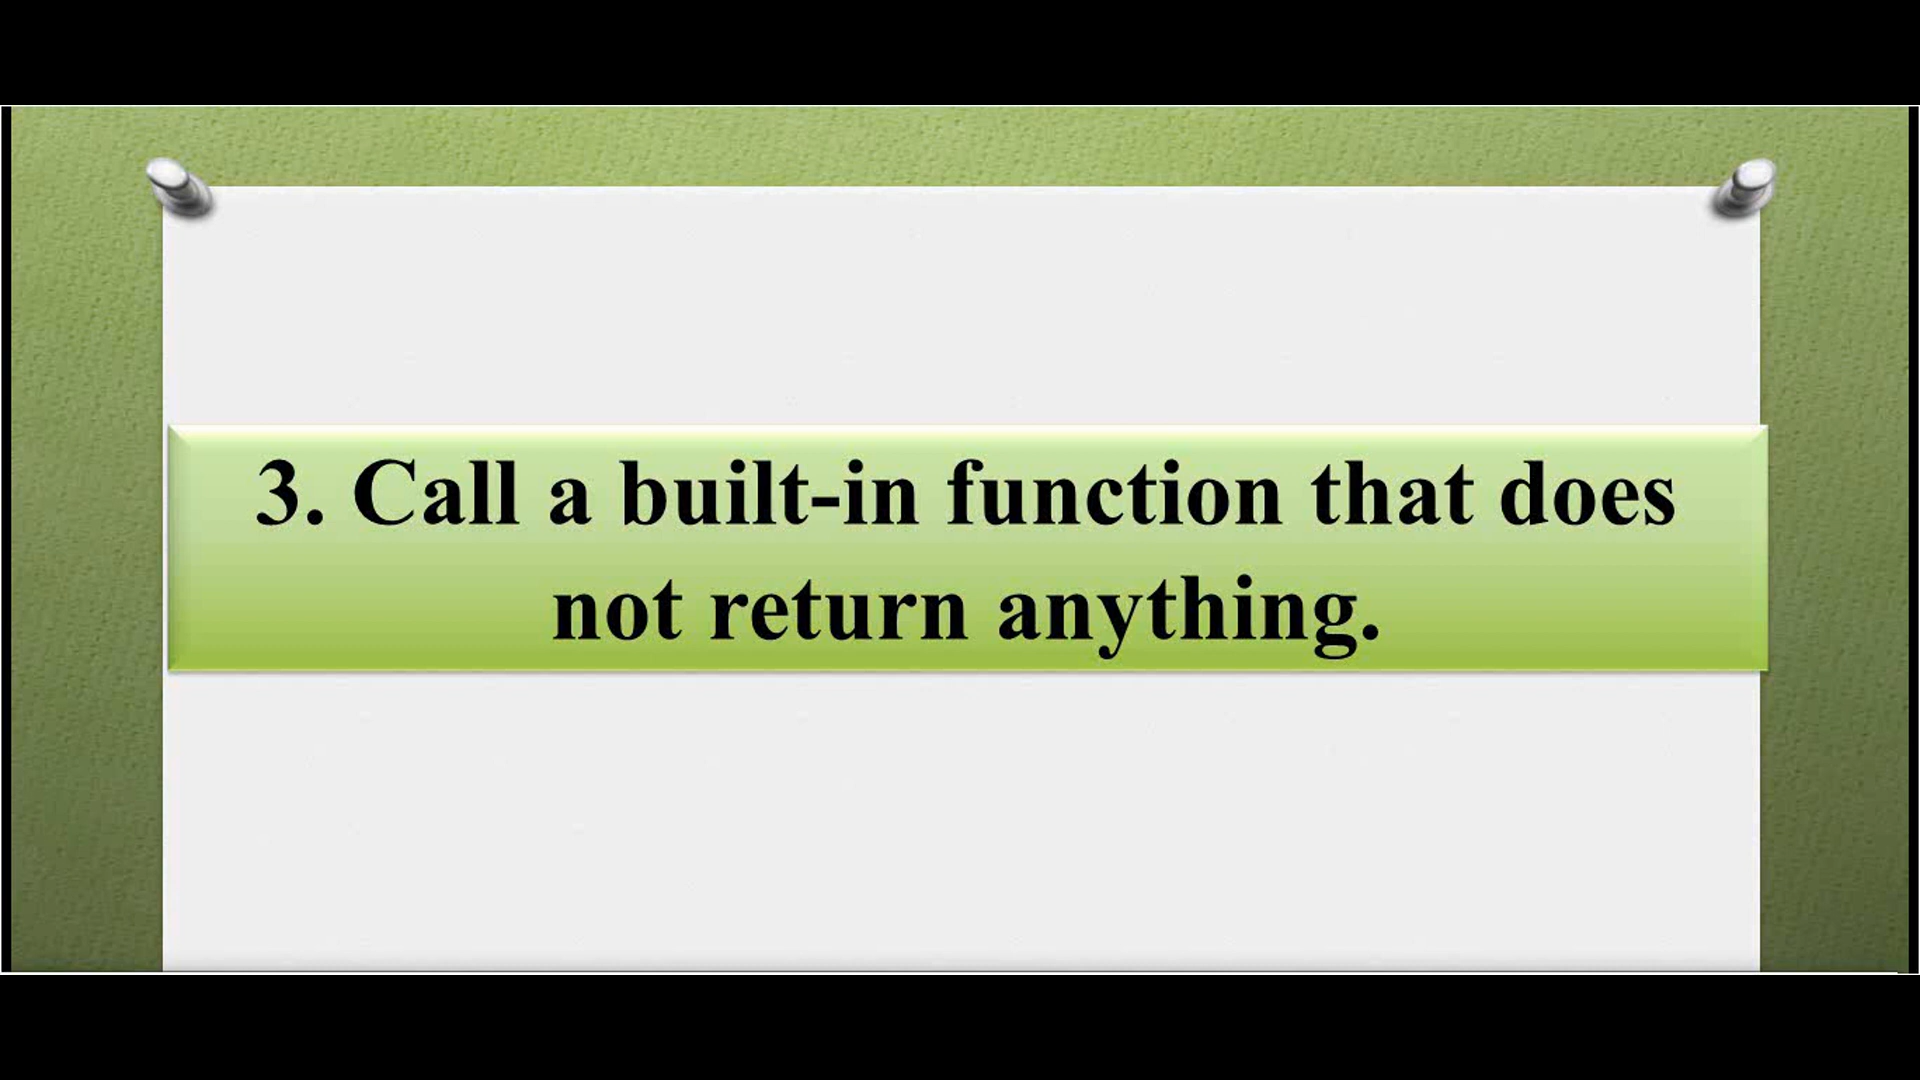 3. Call a built-in function that does
not return anything.